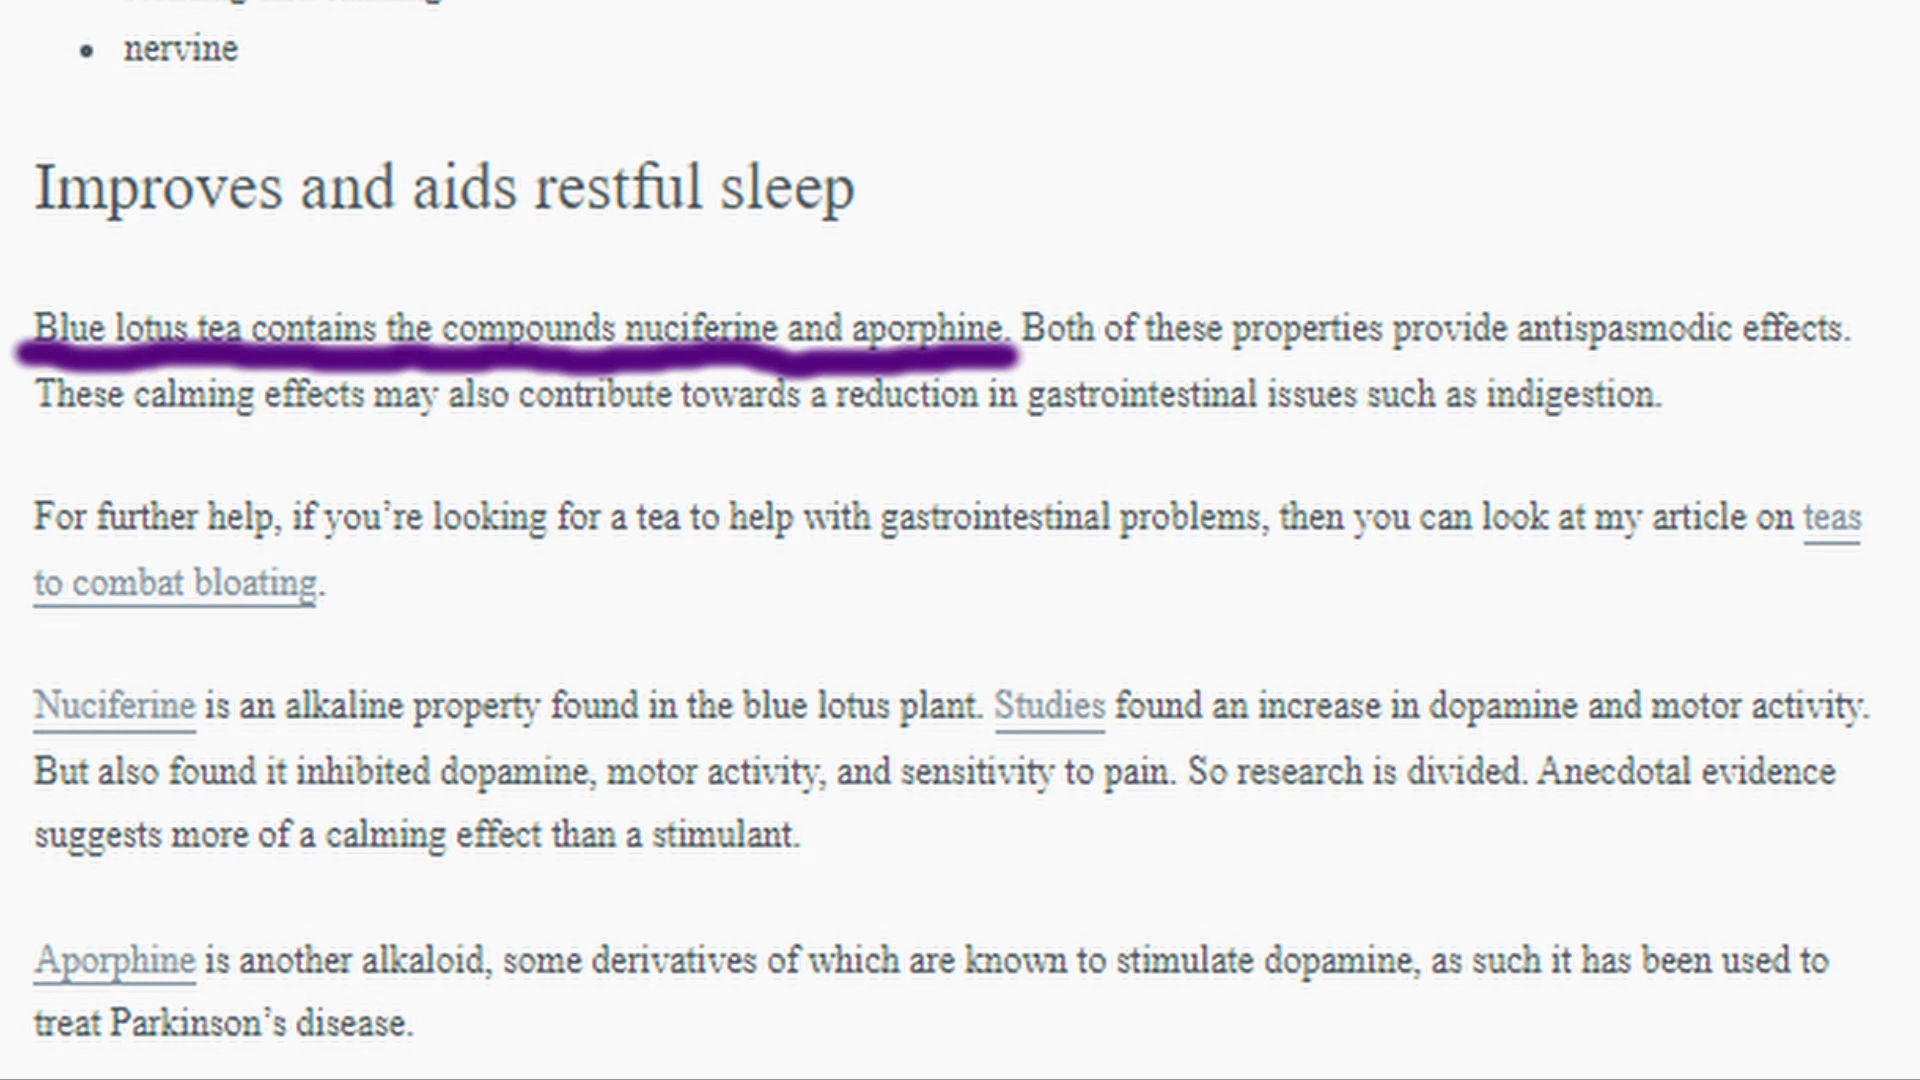 nervine
Improves and aids restful sleep
Blue lotus tea contains the compounds nuciferine and aporphine. Both of these properties provide antispasmodic effects.
These calming effects may also contribute towards a reduction in gastrointestinal issues such as indigestion.
For further help, if you’re looking for a tea to help with gastrointestinal problems, then you can look at my article on teas
to combat bloating.
Nuciferine is an alkaline property found in the blue lotus plant. Studies found an increase in dopamine and motor activity.
But also found it inhibited dopamine, motor activity, and sensitivity to pain. So research is divided. Anecdotal evidence
suggests more of a calming effect than a stimulant.
Aporphine is another alkaloid, some derivatives of which are known to stimulate dopamine, as such it has been used to
treat Parkinson’s disease.